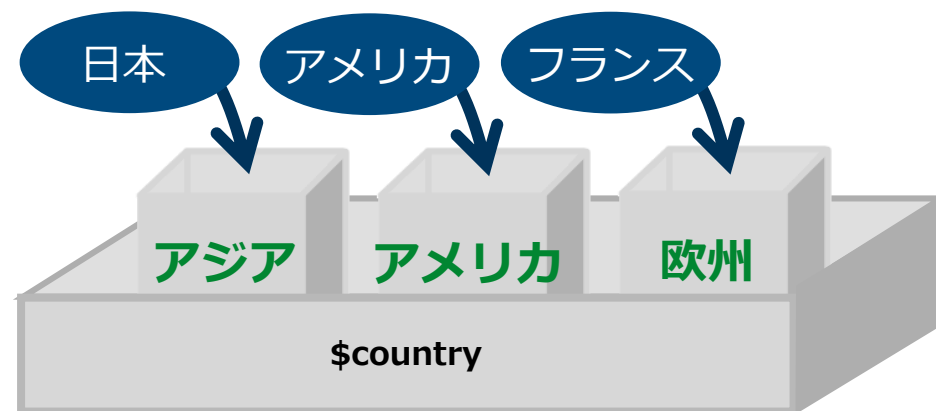 日本
アメリカ
フランス
アジア
アメリカ
欧州
$country